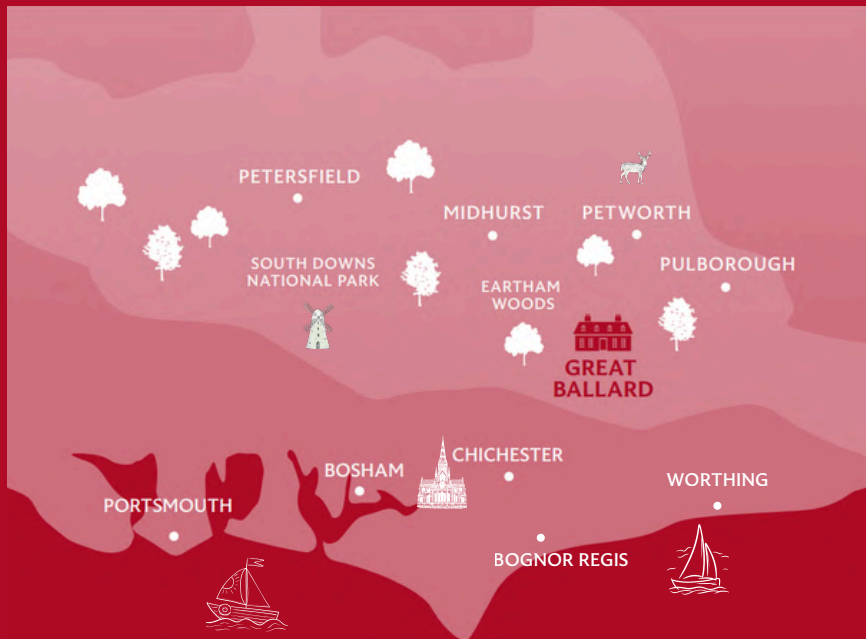 PETERSFIELD
MIDHURST
PETWORTH
SOUTH DOWNS
NATIONAL PARK
PULBOROUGH
EARTHAM
WOODS
GREAT
BALLARD
BOSHAM
CHICHESTER
WORTHING
PORTSMOUTH
BOGNOR REGIS